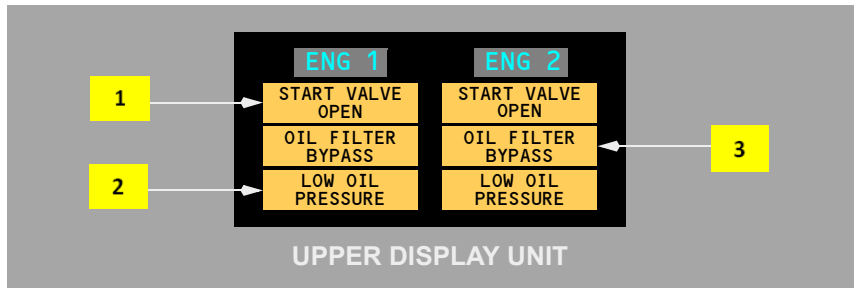 ENG 1 ENG 2
1
START VALVE
OPEN
START VALVE
OPEN
OIL FILTER
BYPASS
OIL FILTER
BYPASS
3
2
LOW OIL
PRESSURE
LOW OIL
PRESSURE
UPPER DISPLAY UNIT